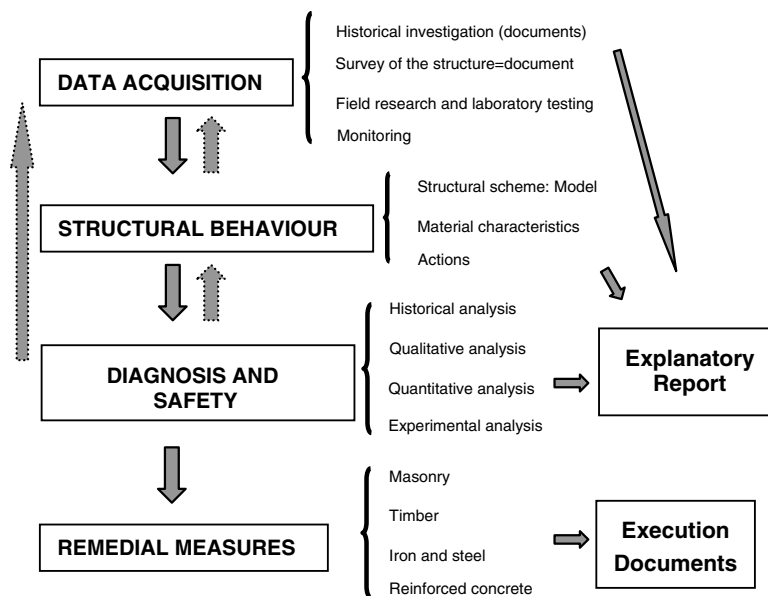 DATA ACQUISITION
Historical investigation (documents)
Survey of the structure=document
Field research and laboratory testing
Monitoring
STRUCTURAL BEHAVIOUR
Structural scheme: Model
Material characteristics
Actions
DIAGNOSIS AND
SAFETY
Historical analysis
Qualitative analysis
Quantitative analysis
Experimental analysis
Explanatory
Report
REMEDIAL MEASURES
Masonry
Timber
Iron and steel
Reinforced concrete
Execution
Documents